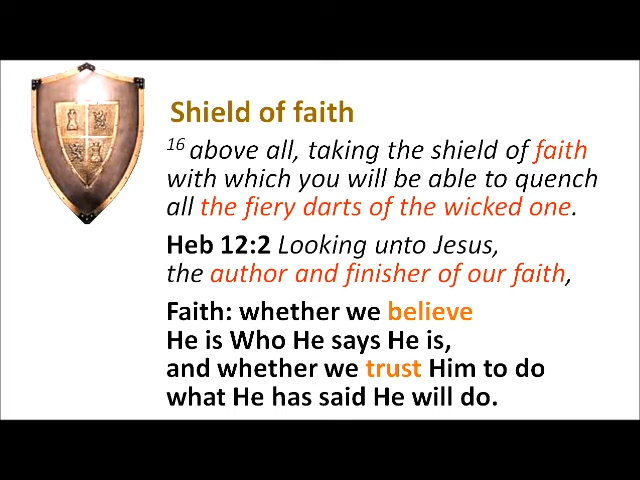 Shield of faith
16 above all, taking the shield of faith
with which you will be able to quench
all the fiery darts of the wicked one.
Heb 12:2 Looking unto Jesus,
the author and finisher of our faith,
Faith: whether we believe
He is Who He says He is,
and whether we trust Him to do
what He has said He will do.